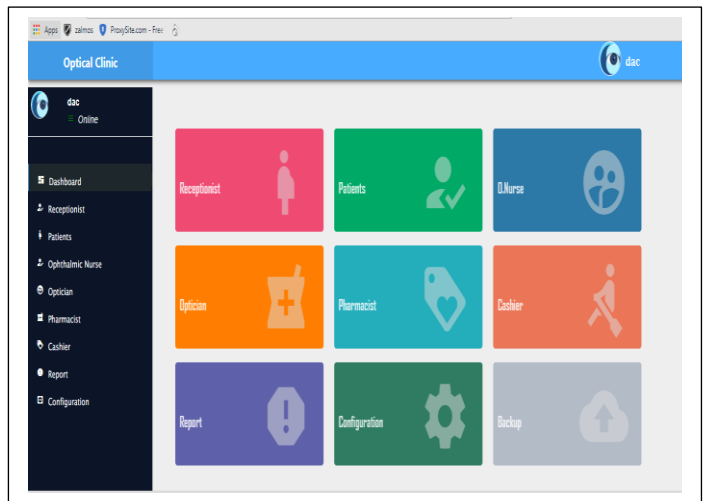 Apps zalmos ProxySite.com - Free
Optical Clinic
dac
dac
Online
Dashboard
Receptionist
Patients
Ophthalmic Nurse
Optician
Pharmacist
Cashier
Report
Configuration
Receptionist
Patients
O.Nurse
Optician
Pharmacist
Cashier
Report
Configuration
Backup